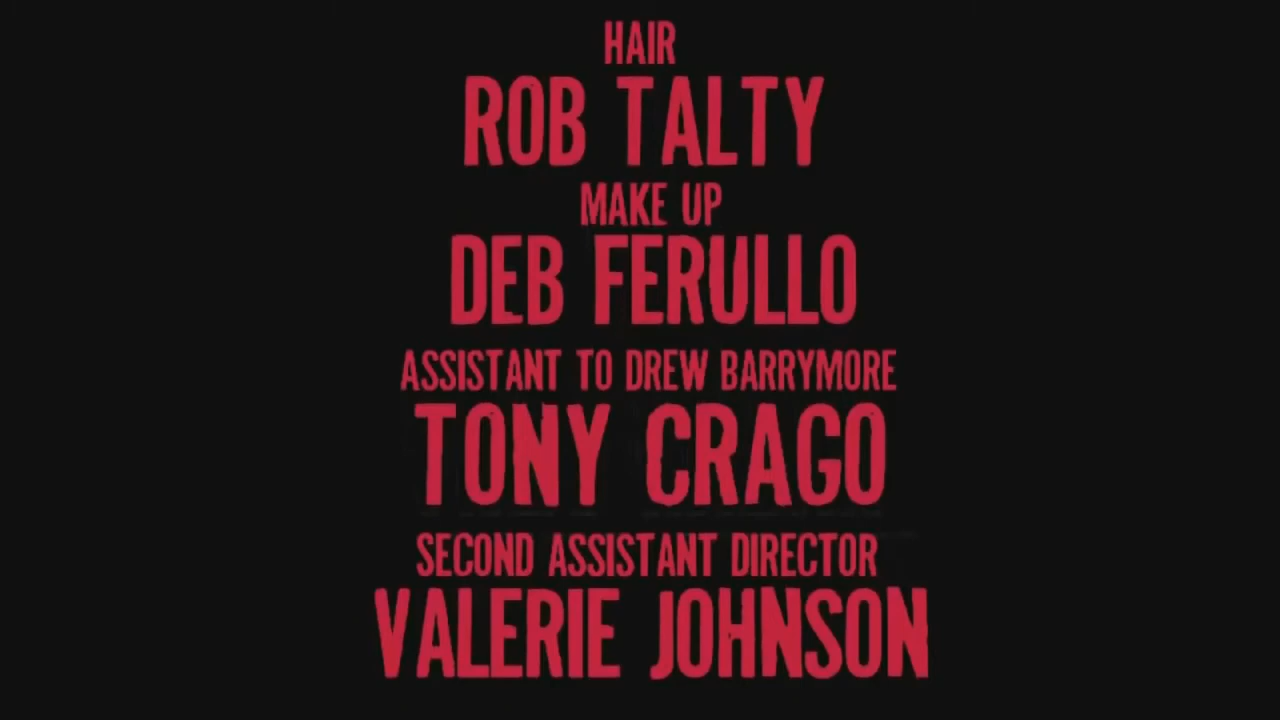 HAIR
ROB TALTY
MAKE UP
DEB FERULLO
ASSISTANT TO DREW BARRYMORE
TONY CRAGO
SECOND ASSISTANT DIRECTOR
VALERIE JOHNSON